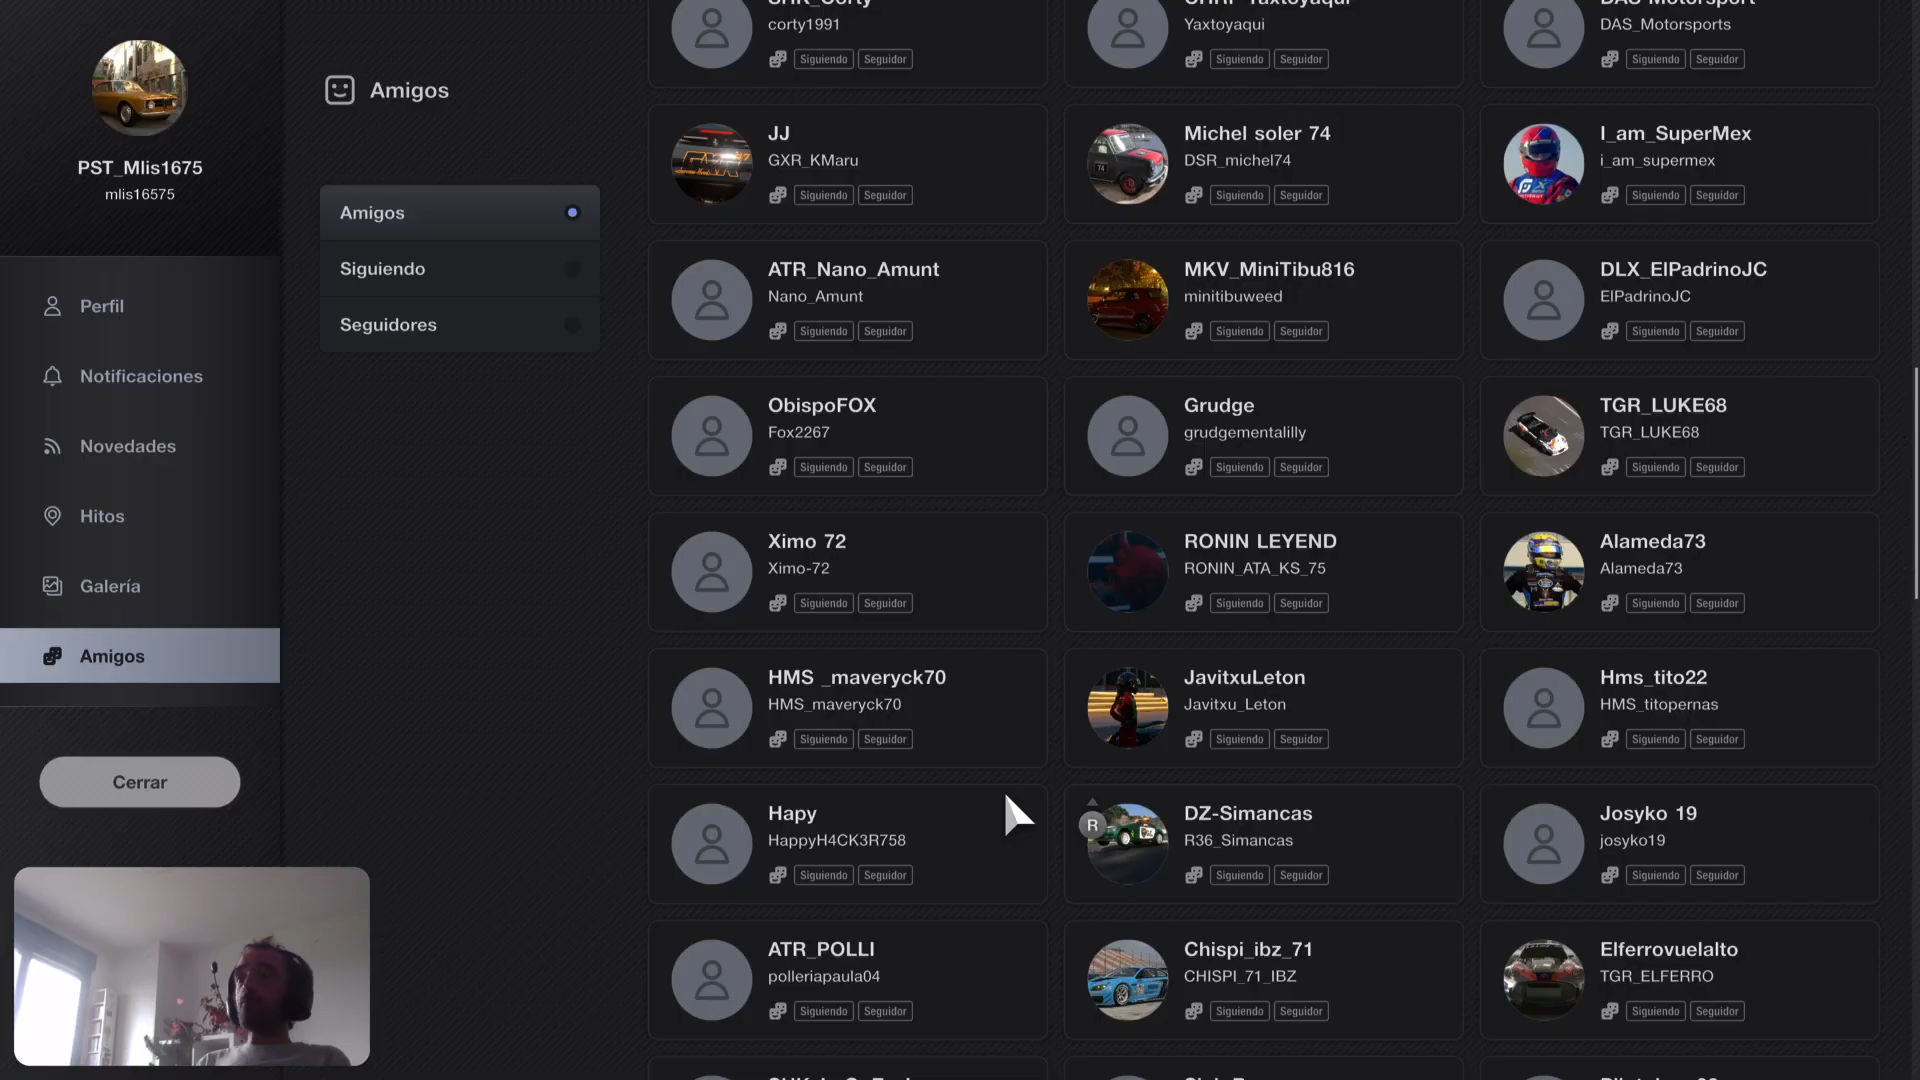 PST_Mlis1675
mlis16575
Perfil
Notificaciones
Novedades
Hitos
Galería
Amigos
Cerrar
Amigos
Amigos
Siguiendo
Seguidores
corty1991
Siguiendo Seguidor
Yaxtoyaqui
Siguiendo Seguidor
DAS_Motorsports
Siguiendo Seguidor
JJ
GXR_KMaru
Siguiendo Seguidor
Michel soler 74
DSR_michel74
Siguiendo Seguidor
I_am_SuperMex
i_am_supermex
Siguiendo Seguidor
ATR_Nano_Amunt
Nano_Amunt
Siguiendo Seguidor
MKV_MiniTibu816
minitibuweed
Siguiendo Seguidor
DLX_ElPadrinoJC
ElPadrinoJC
Siguiendo Seguidor
ObispoFOX
Fox2267
Siguiendo Seguidor
Grudge
grudgementalilly
Siguiendo Seguidor
TGR_LUKE68
TGR_LUKE68
Siguiendo Seguidor
Ximo 72
Ximo-72
Siguiendo Seguidor
RONIN LEYEND
RONIN_ATA_KS_75
Siguiendo Seguidor
Alameda73
Alameda73
Siguiendo Seguidor
HMS _maveryck70
HMS_maveryck70
Siguiendo Seguidor
JavitxuLeton
Javitxu_Leton
Siguiendo Seguidor
Hms_tito22
HMS_titopernas
Siguiendo Seguidor
Hapy
HappyH4CK3R758
Siguiendo Seguidor
R
DZ-Simancas
R36_Simancas
Siguiendo Seguidor
Josyko 19
josyko19
Siguiendo Seguidor
ATR_POLLI
polleriapaula04
Siguiendo Seguidor
Chispi_ibz_71
CHISPI_71_IBZ
Siguiendo Seguidor
Elferrovuelalto
TGR_ELFERRO
Siguiendo Seguidor